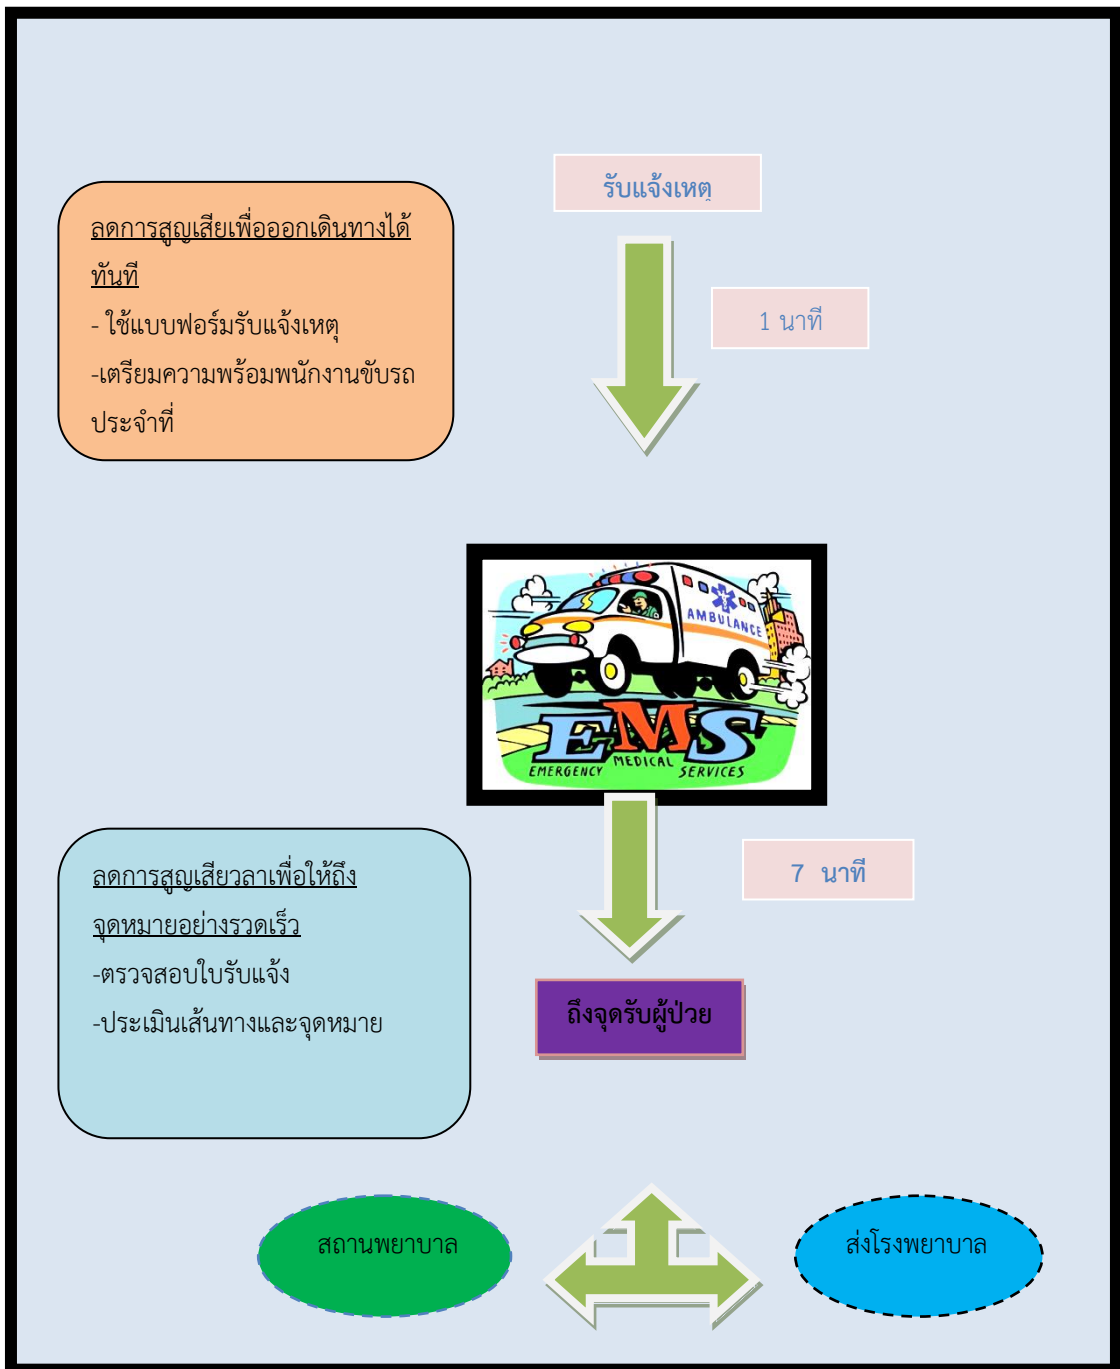 รับแจ้งเหตุ
ลดการสูญเสียเพื่อออกเดินทางได้
ทันที
- ใช้แบบฟอร์มรับแจ้งเหตุ
-เตรียมความพร้อมพนักงานขับรถ
ประจำที่
1 นาที
AMBULANCE
EMS
EMERGENCY MEDICAL SERVICES
7 นาที
ลดการสูญเสียวลาเพื่อให้ถึง
จุดหมายอย่างรวดเร็ว
-ตรวจสอบใบรับแจ้ง
-ประเมินเส้นทางและจุดหมาย
ถึงจุดรับผู้ป่วย
สถานพยาบาล
ส่งโรงพยาบาล